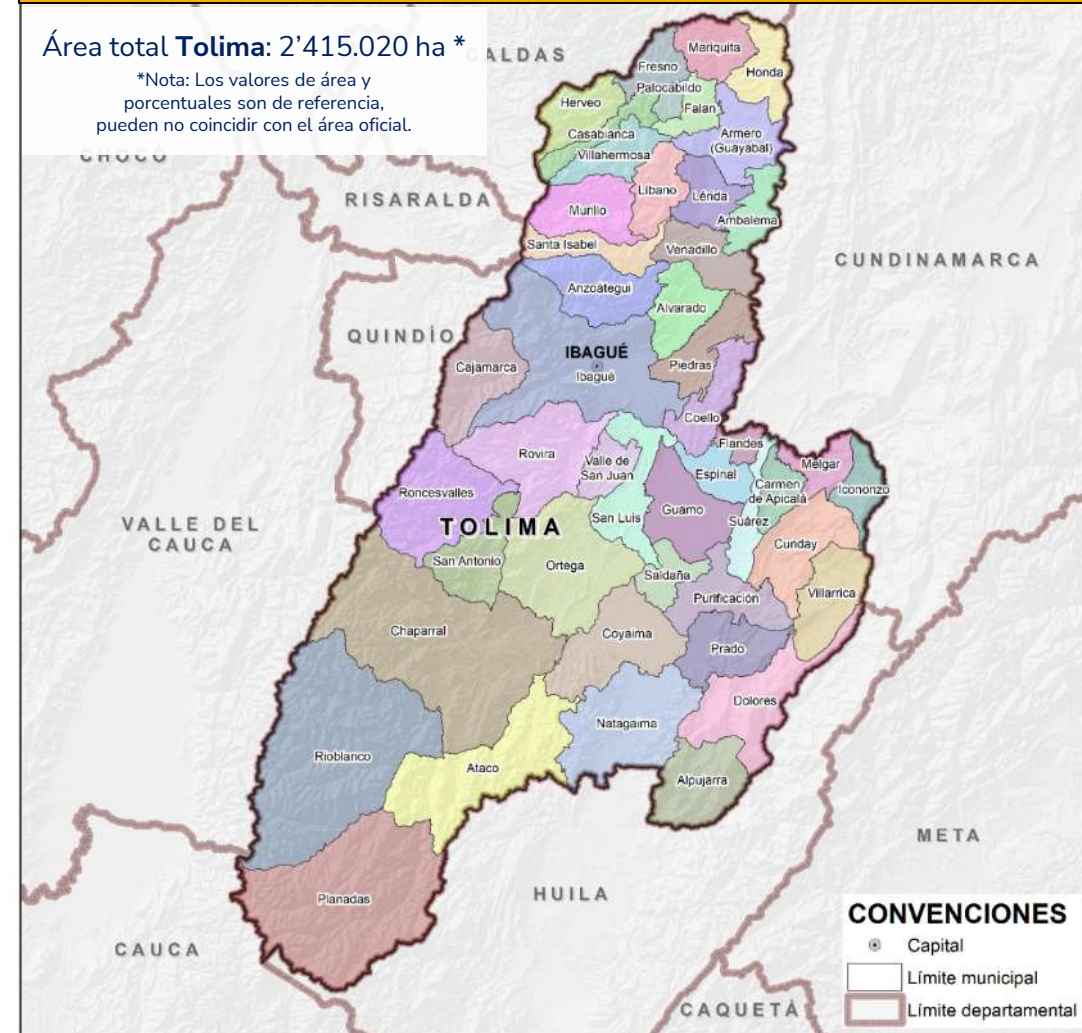 Área total Tolima: 2’415.020 ha *
*Nota: Los valores de área y
porcentuales son de referencia,
pueden no coincidir con el área oficial.
ALDAS
CHOCÓ
RISARALDA
QUINDÍO
CUNDINAMARCA
VALLE DEL
CAUCA
TOLIMA
META
HUILA
CAUCA
CAQUETÁ
Mariquita
Fresno
Honda
Palocabildo
Herveo
Falan
Casabianca
Armero
(Guayabal)
Villahermosa
Líbano
Lérida
Murillo
Ambalema
Santa Isabel
Venadillo
Anzoátegui
Alvarado
IBAGUÉ
Ibagué
Cajamarca
Piedras
Coello
Flandes
Rovira
Valle de
San Juan
Espinal
Melgar
Carmen
de Apicalá
Icononzo
Roncesvalles
San Luis
Guamo
Suárez
Cunday
San Antonio
Ortega
Saldaña
Purificación
Villarrica
Chaparral
Coyaima
Prado
Dolores
Natagaima
Rioblanco
Ataco
Alpujarra
Planadas
CONVENCIONES
Capital
Límite municipal
Límite departamental